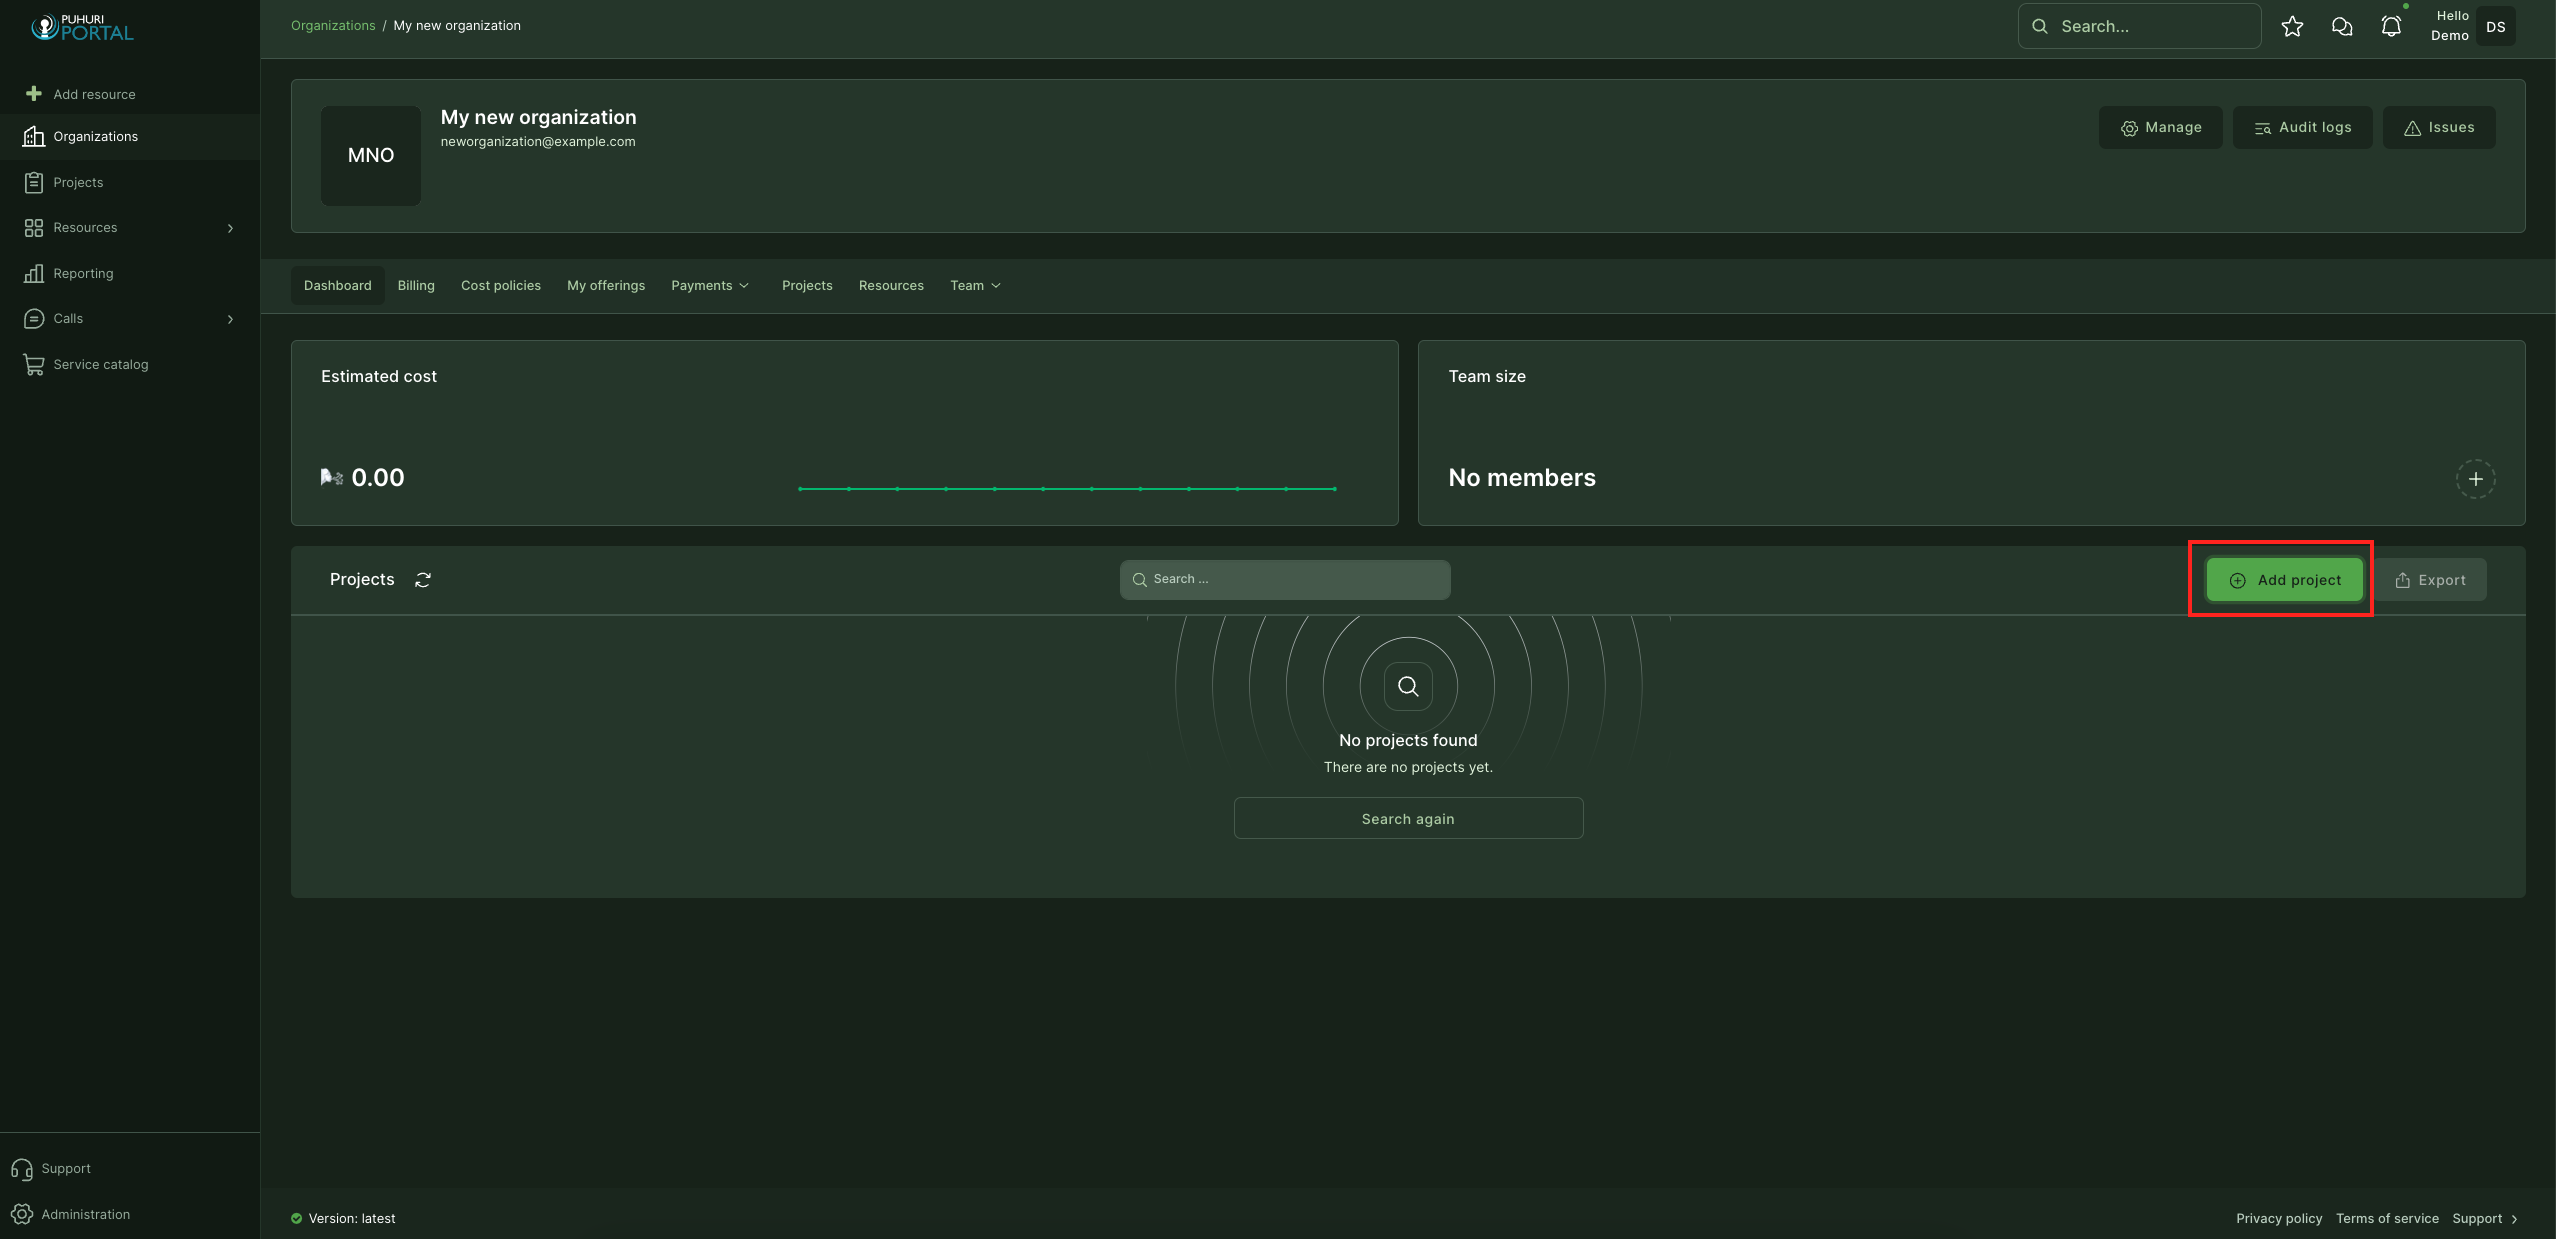 PUHURI
PORTAL
Add resource
Organizations
Projects
Resources
Reporting
Calls
Service catalog
Support
Administration
Organizations / My new organization
Search...
Hello
Demo
DS
MNO
My new organization
neworganization@example.com
Manage
Audit logs
Issues
Dashboard
Billing
Cost policies
My offerings
Payments
Projects
Resources
Team
Estimated cost
0.00
Team size
No members
Projects
Search ...
Add project
Export
No projects found
There are no projects yet.
Search again
Version: latest
Privacy policy
Terms of service
Support